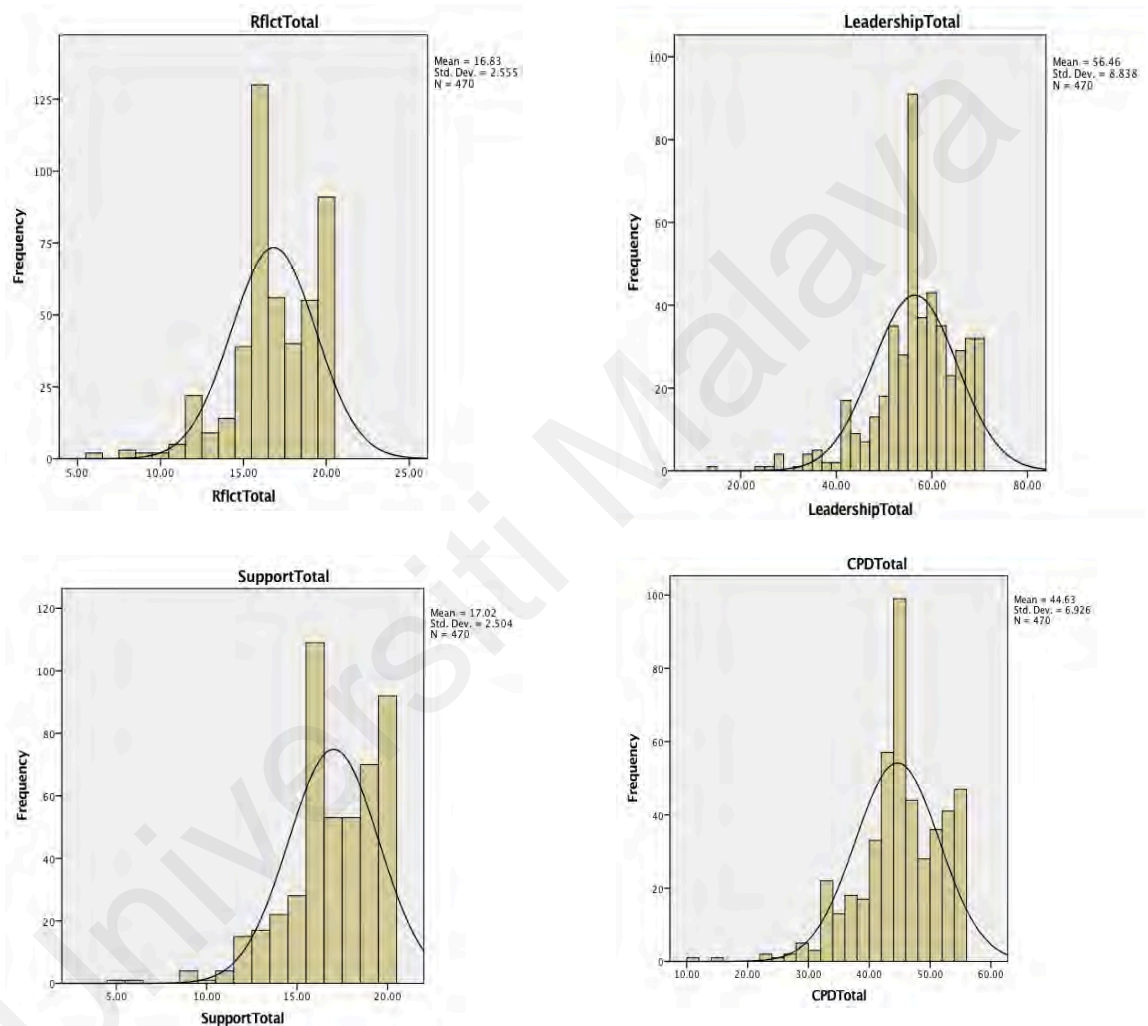 RflctTotal
Mean = 16.83
Std. Dev. = 2.555
N = 470
125
100
75
50
25
0
Frequency
5.00 10.00 15.00 20.00 25.00
RflctTotal
LeadershipTotal
Mean = 56.46
Std. Dev. = 8.838
N = 470
100
80
60
40
20
0
Frequency
20.00 40.00 60.00 80.00
LeadershipTotal
SupportTotal
Mean = 17.02
Std. Dev. = 2.504
N = 470
120
100
80
60
40
20
0
Frequency
5.00 10.00 15.00 20.00
SupportTotal
CPDTotal
Mean = 44.63
Std. Dev. = 6.926
N = 470
100
80
60
40
20
0
Frequency
10.00 20.00 30.00 40.00 50.00 60.00
CPDTotal
Universiti Malaya